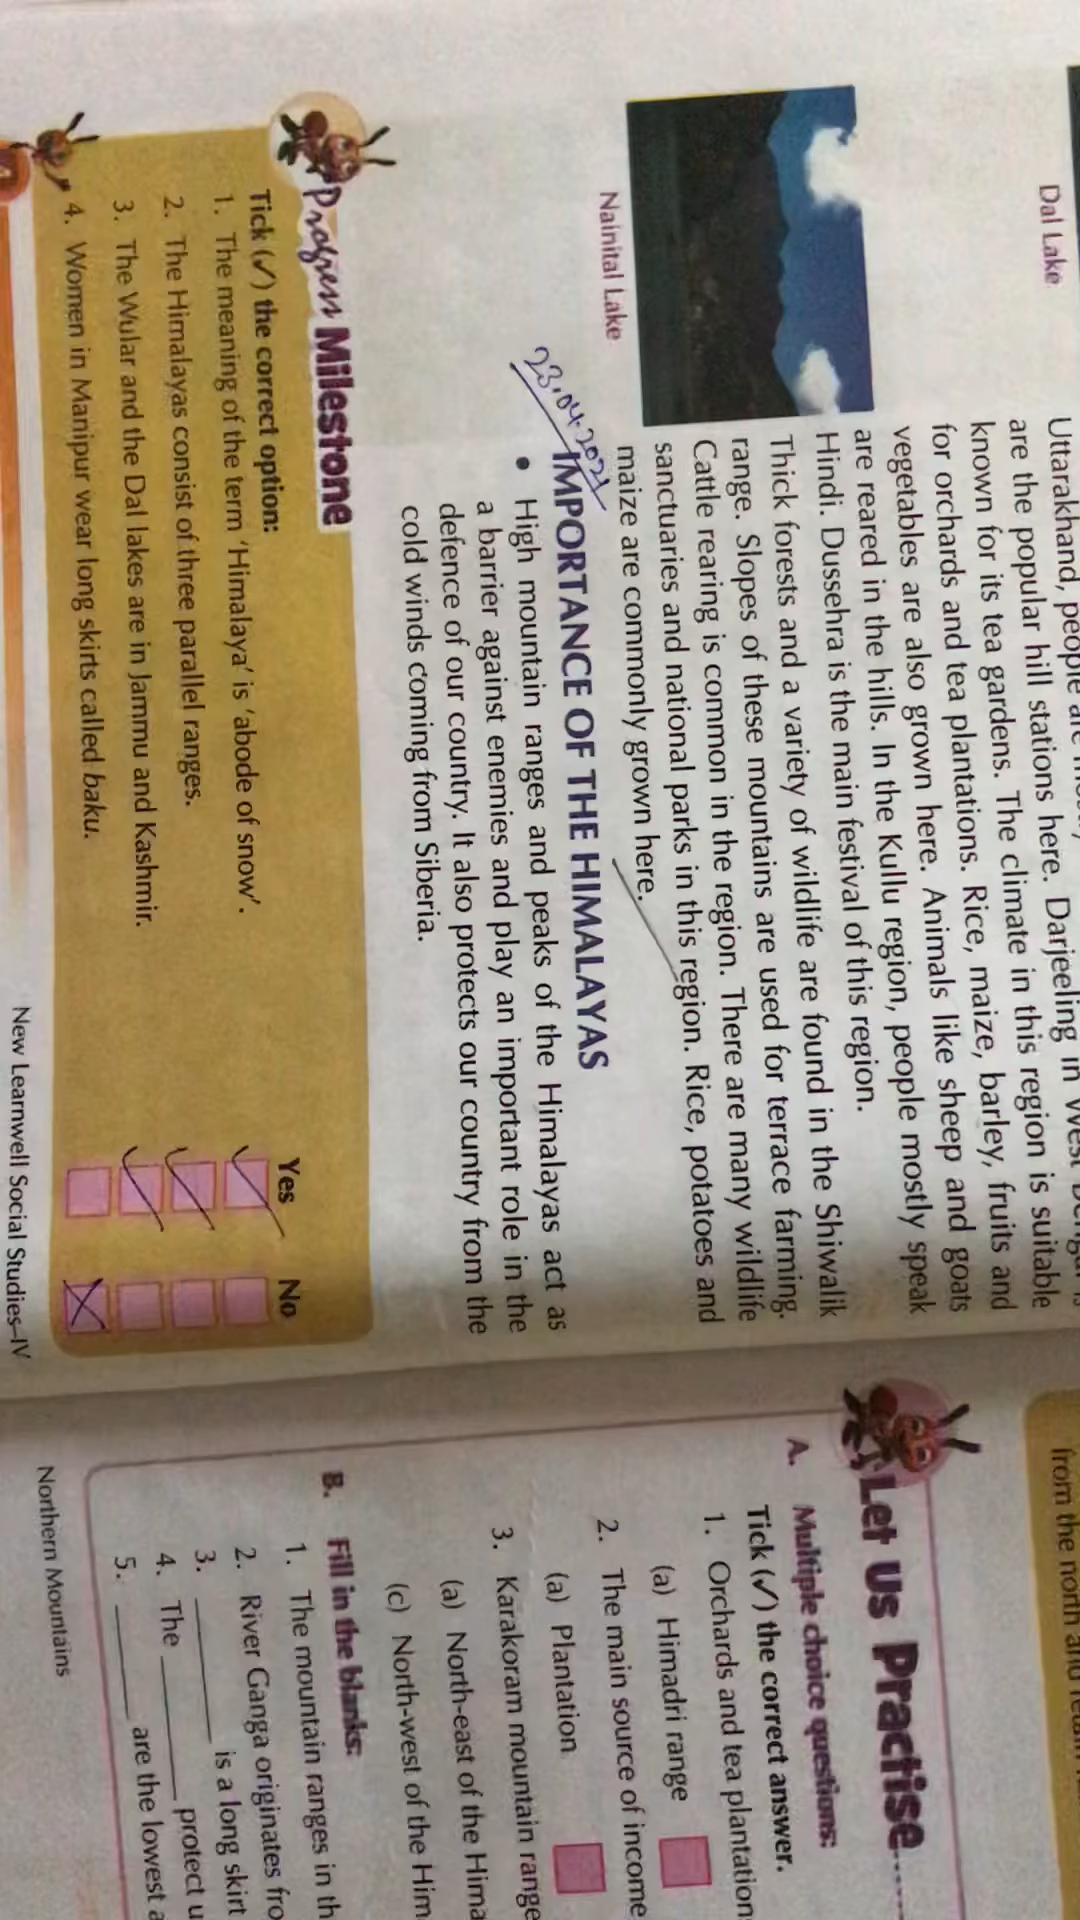 Dal Lake
Nainital Lake
Uttarakhand, people are
are the popular hill stations here. Darjeeling in West
known for its tea gardens. The climate in this region is suitable
for orchards and tea plantations. Rice, maize, barley, fruits and
vegetables are also grown here. Animals like sheep and goats
are reared in the hills. In the Kullu region, people mostly speak
Hindi. Dussehra is the main festival of this region.
Thick forests and a variety of wildlife are found in the Shiwalik
range. Slopes of these mountains are used for terrace farming.
Cattle rearing is common in the region. There are many wildlife
sanctuaries and national parks in this region. Rice, potatoes and
maize are commonly grown here.
23.04.2021
IMPORTANCE OF THE HIMALAYAS
• High mountain ranges and peaks of the Himalayas act as
a barrier against enemies and play an important role in the
defence of our country. It also protects our country from the
cold winds coming from Siberia.
Progress Milestone
Tick (✓) the correct option: Yes No
1. The meaning of the term 'Himalaya' is 'abode of snow'.
2. The Himalayas consist of three parallel ranges.
3. The Wular and the Dal lakes are in Jammu and Kashmir.
4. Women in Manipur wear long skirts called baku.
New Learnwell Social Studies–IV
from the north and
Let Us Practise
A. Multiple choice questions:
Tick (✓) the correct answer.
1. Orchards and tea plantation
(a) Himadri range
2. The main source of income
(a) Plantation
3. Karakoram mountain range
(a) North-east of the Hima
(c) North-west of the Him
B. Fill in the blanks:
1. The mountain ranges in th
2. River Ganga originates fro
3. ________ is a long skirt
4. The ________ protect u
5. ________ are the lowest a
Northern Mountains